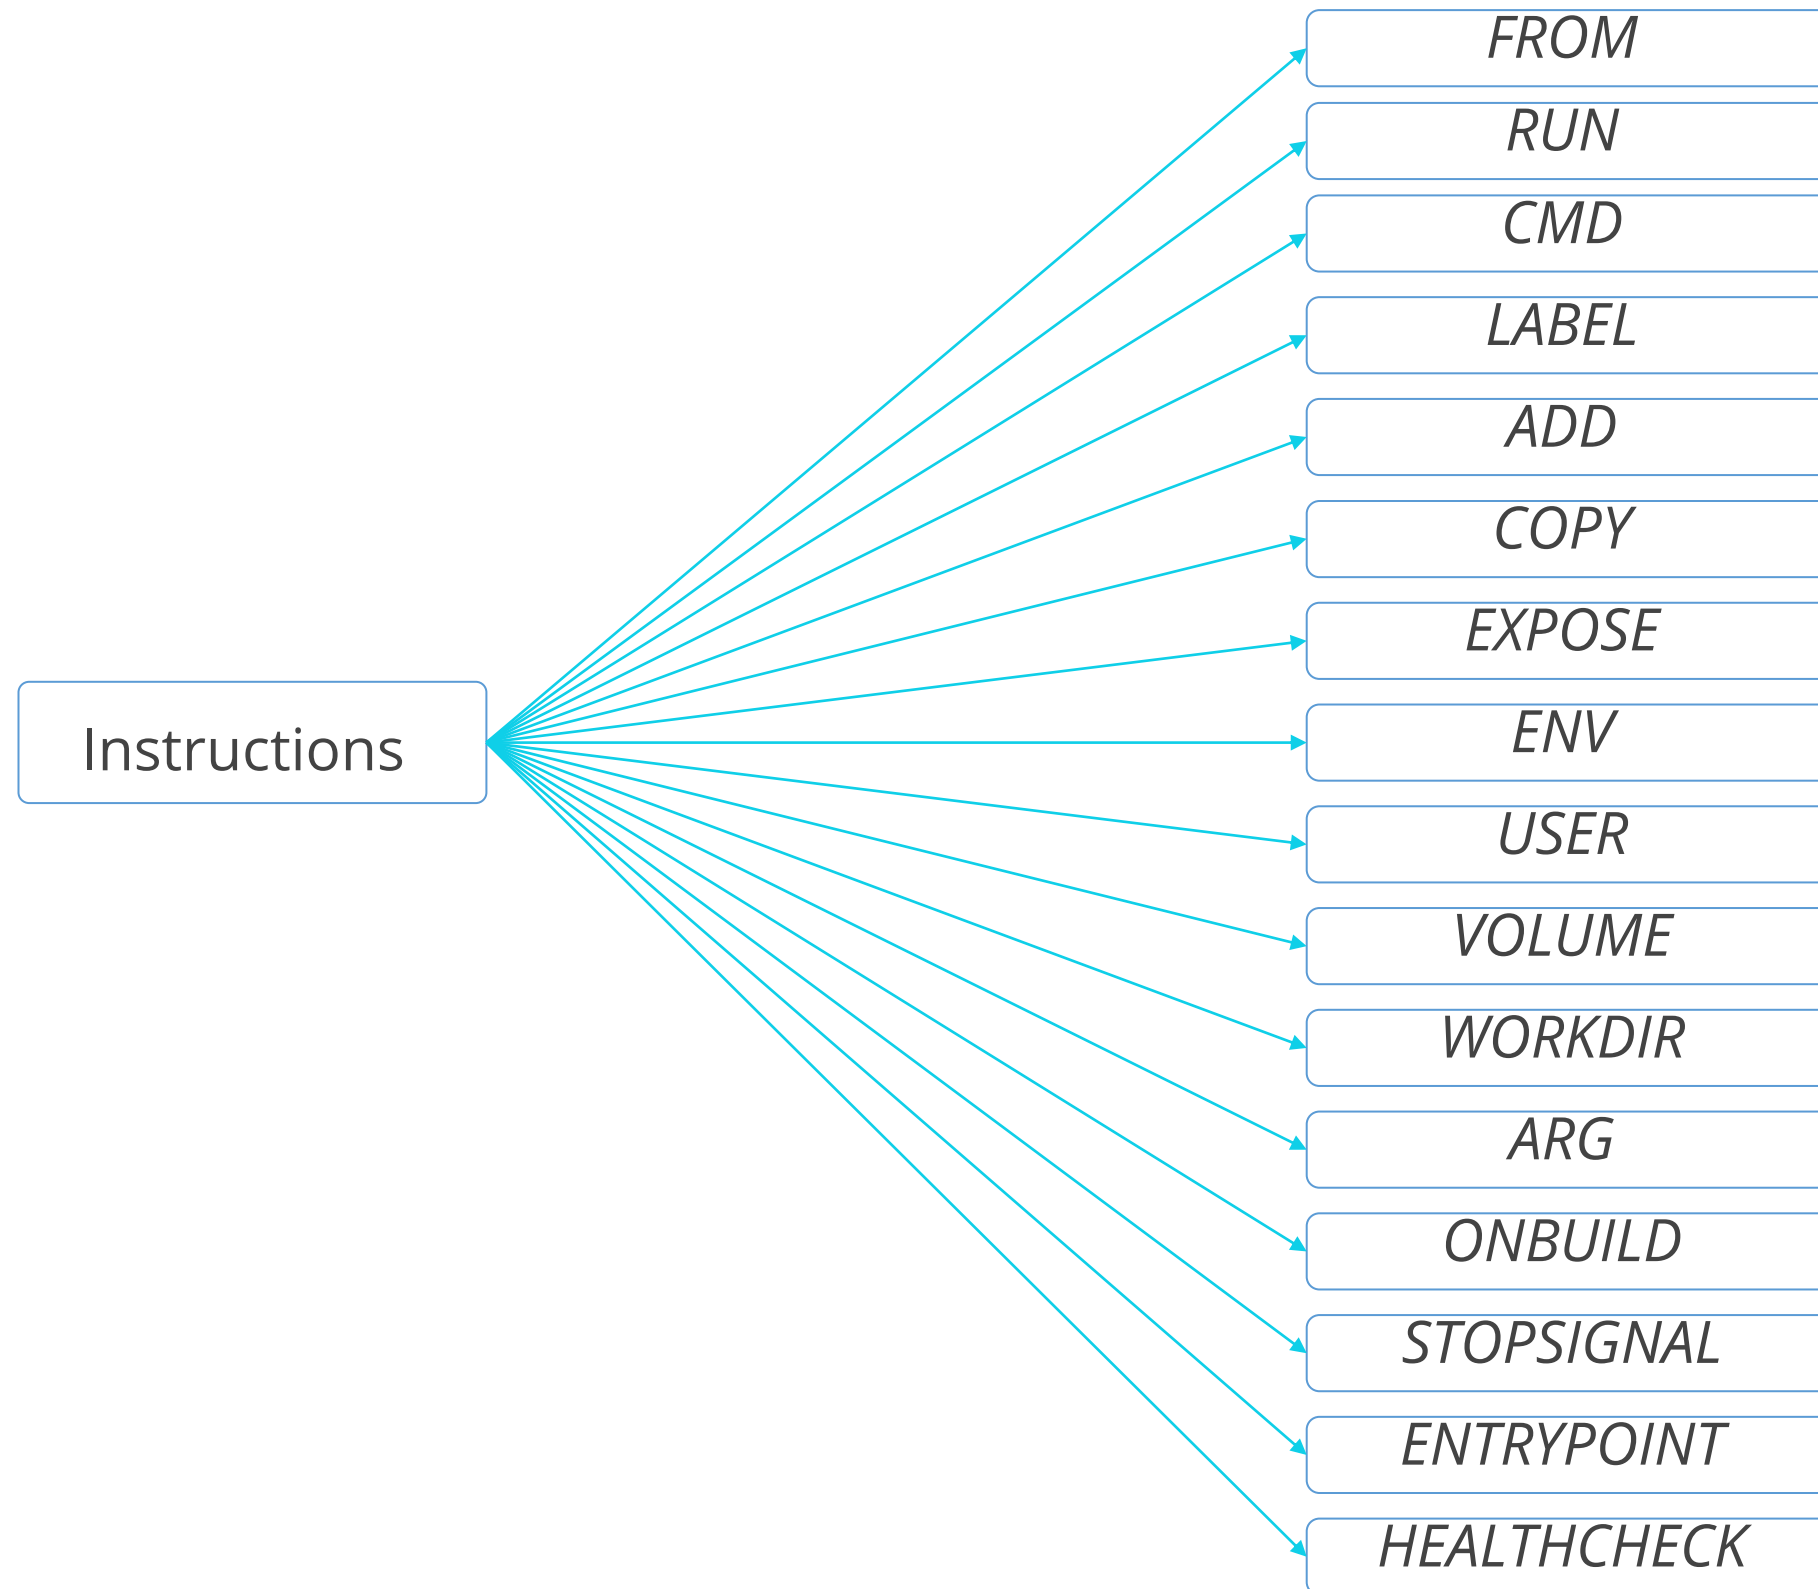 FROM
RUN
CMD
LABEL
ADD
COPY
EXPOSE
Instructions
ENV
USER
VOLUME
WORKDIR
ARG
ONBUILD
STOPSIGNAL
ENTRYPOINT
HEALTHCHECK